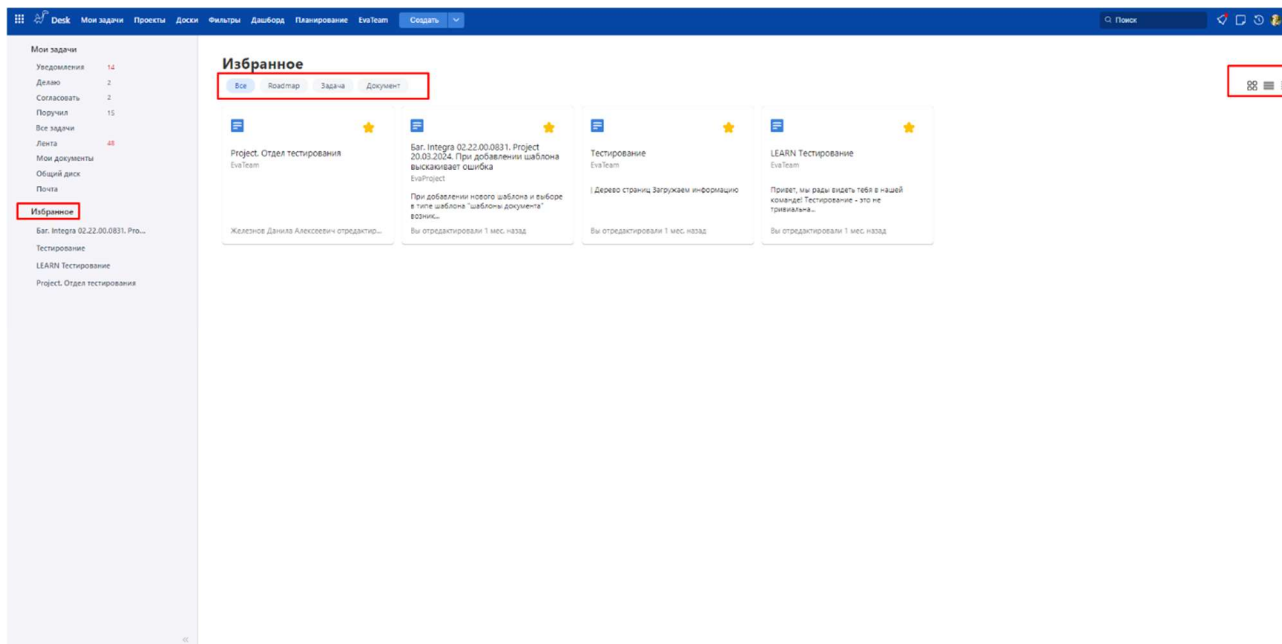 Desk Мои задачи Проекты Доски Фильтры Дашборд Планирование EvaTeam Создать Поиск
Мои задачи
Уведомления 14
Делаю 2
Согласовать 2
Поручил 15
Все задачи
Лента 48
Мои документы
Общий диск
Почта
Избранное
Баг. Integra 02.22.00.0831. Pro...
Тестирование
LEARN Тестирование
Project. Отдел тестирования
Избранное
Все Roadmap Задача Документ
Project. Отдел тестирования
EvaTeam
Железнов Данила Алексеевич отредактир...
Баг. Integra 02.22.00.0831. Project
20.03.2024. При добавлении шаблона
выскакивает ошибка
EvaProject
При добавлении нового шаблона и выборе
в типе шаблона "шаблоны документа"
возник...
Вы отредактировали 1 мес. назад
Тестирование
EvaTeam
| Дерево страниц Загружаем информацию
Вы отредактировали 1 мес. назад
LEARN Тестирование
EvaTeam
Привет, мы рады видеть тебя в нашей
команде! Тестирование - это не
тривиальна...
Вы отредактировали 1 мес. назад